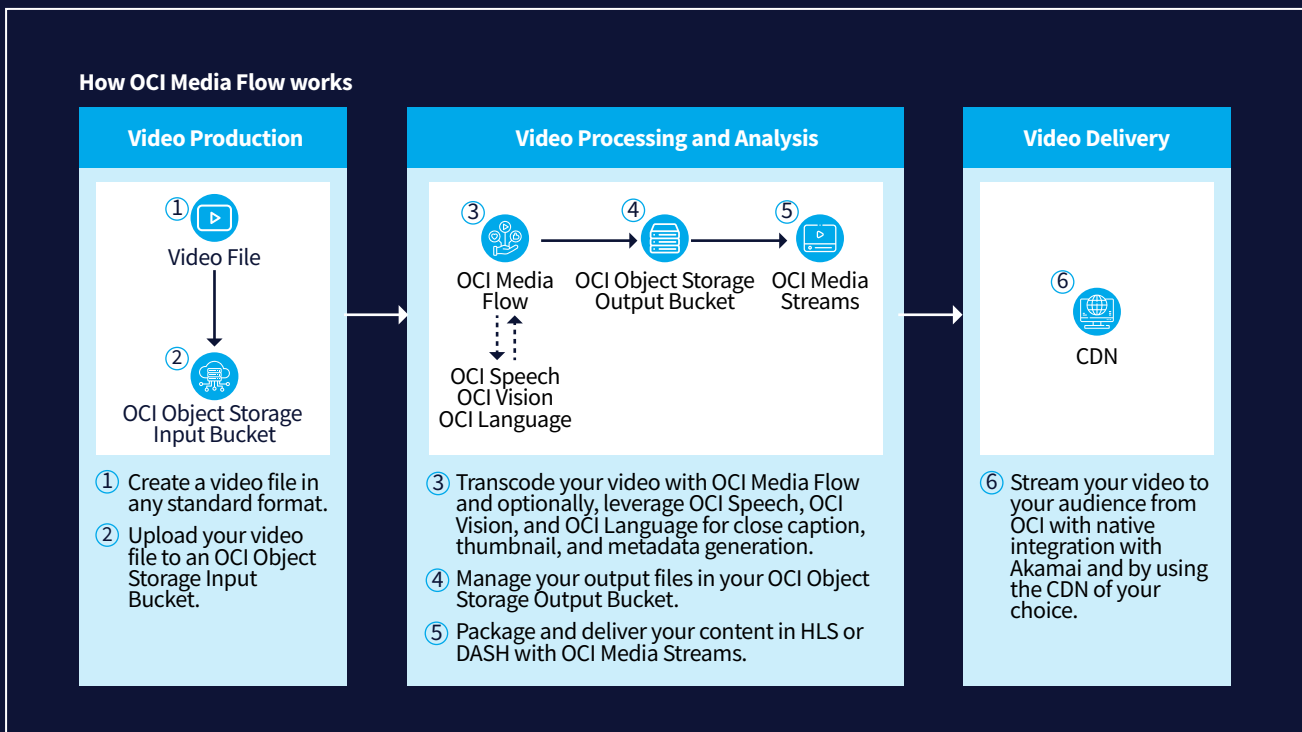 How OCI Media Flow works
Video Production
1
Video File
2
OCI Object Storage
Input Bucket
1 Create a video file in
any standard format.
2 Upload your video
file to an OCI Object
Storage Input
Bucket.
Video Processing and Analysis
3
OCI Media
Flow
4
OCI Object Storage
Output Bucket
5
OCI Media
Streams
OCI Speech
OCI Vision
OCI Language
3 Transcode your video with OCI Media Flow
and optionally, leverage OCI Speech, OCI
Vision, and OCI Language for close caption,
thumbnail, and metadata generation.
4 Manage your output files in your OCI Object
Storage Output Bucket.
5 Package and deliver your content in HLS or
DASH with OCI Media Streams.
Video Delivery
6
CDN
6 Stream your video to
your audience from
OCI with native
integration with
Akamai and by using
the CDN of your
choice.